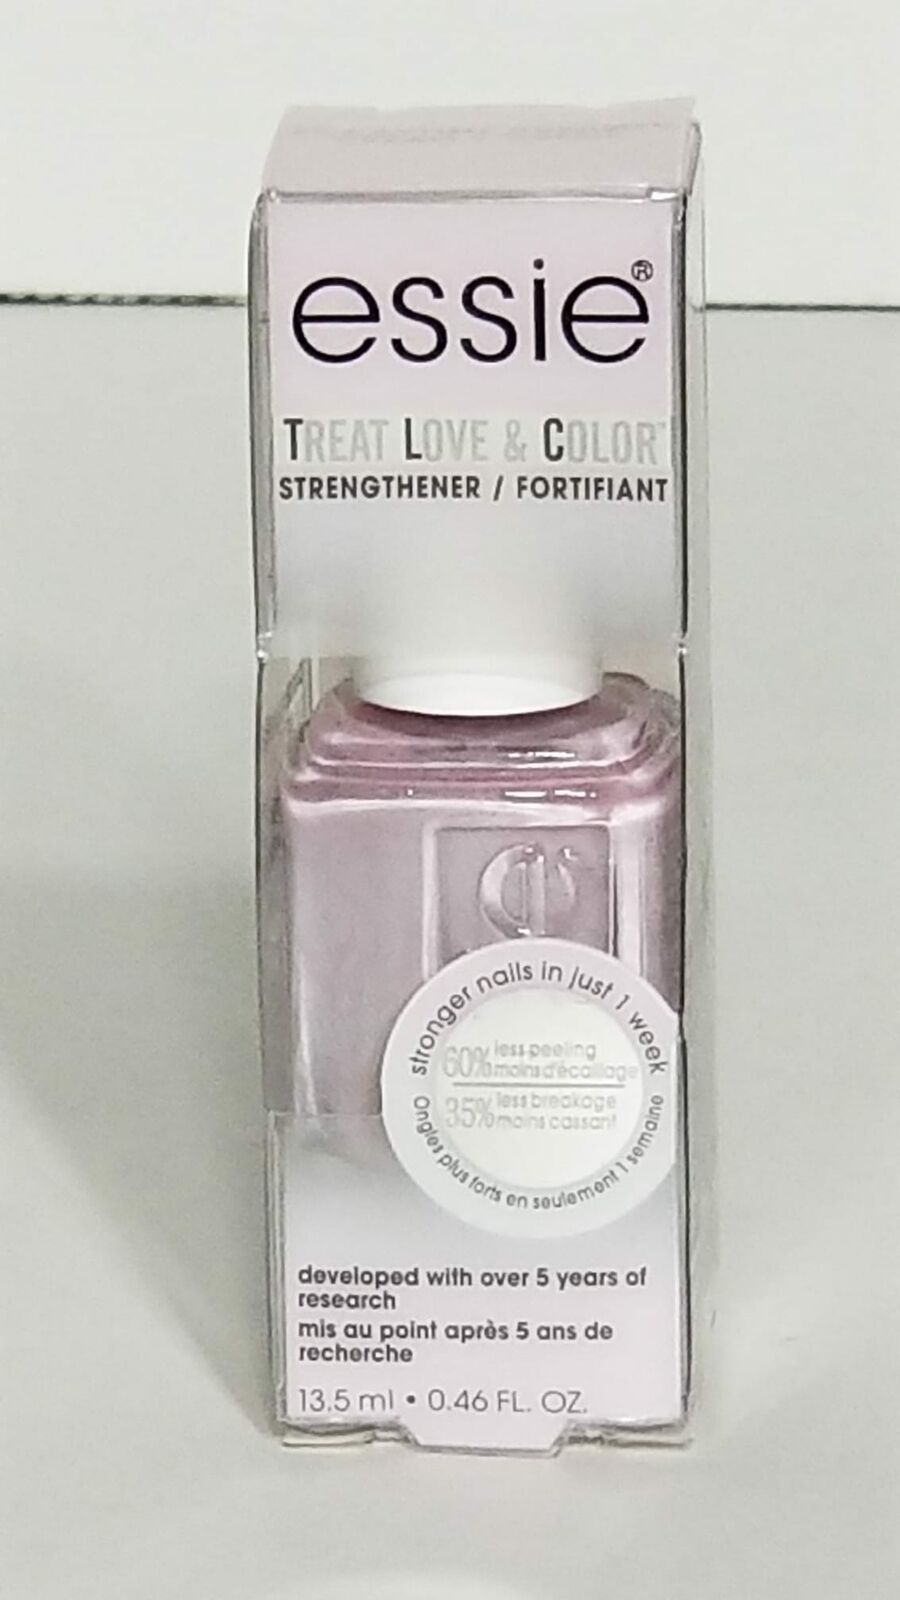 essie®
TREAT LOVE & COLOR™
STRENGTHENER / FORTIFIANT
stronger nails in just 1 week
60% less peeling
moins d'écaillage
35% less breakage
moins cassant
ongles plus forts en seulement 1 semaine
developed with over 5 years of
research
mis au point après 5 ans de
recherche
13.5 ml • 0.46 FL. OZ.